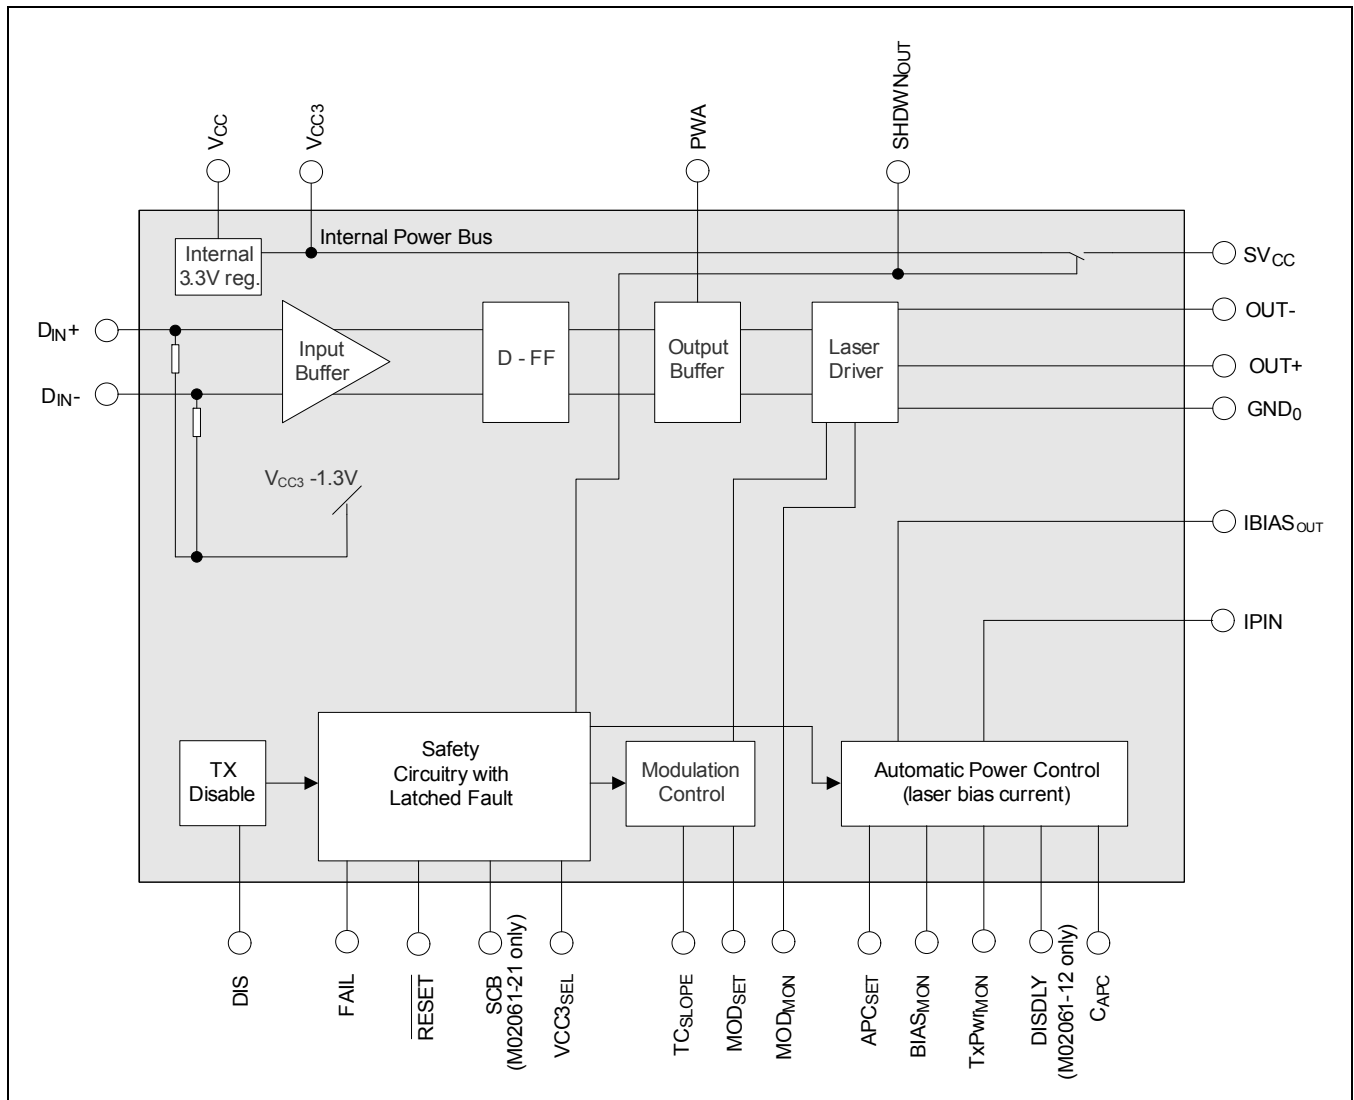 VCC
VCC3
PWA
SHDWNOUT
Internal Power Bus
Internal
3.3V reg.
SVCC
DIN+
OUT-
Input
Buffer
D - FF
Output
Buffer
Laser
Driver
OUT+
DIN-
GND0
VCC3 -1.3V
IBIASOUT
IPIN
TX
Disable
Safety
Circuitry with
Latched Fault
Modulation
Control
Automatic Power Control
(laser bias current)
DIS
FAIL
RESET
SCB
(M02061-21 only)
VCC3SEL
TCSLOPE
MODSET
MODMON
APCSET
BIASMON
TxPwrMON
DISDLY
(M02061-12 only)
CAPC